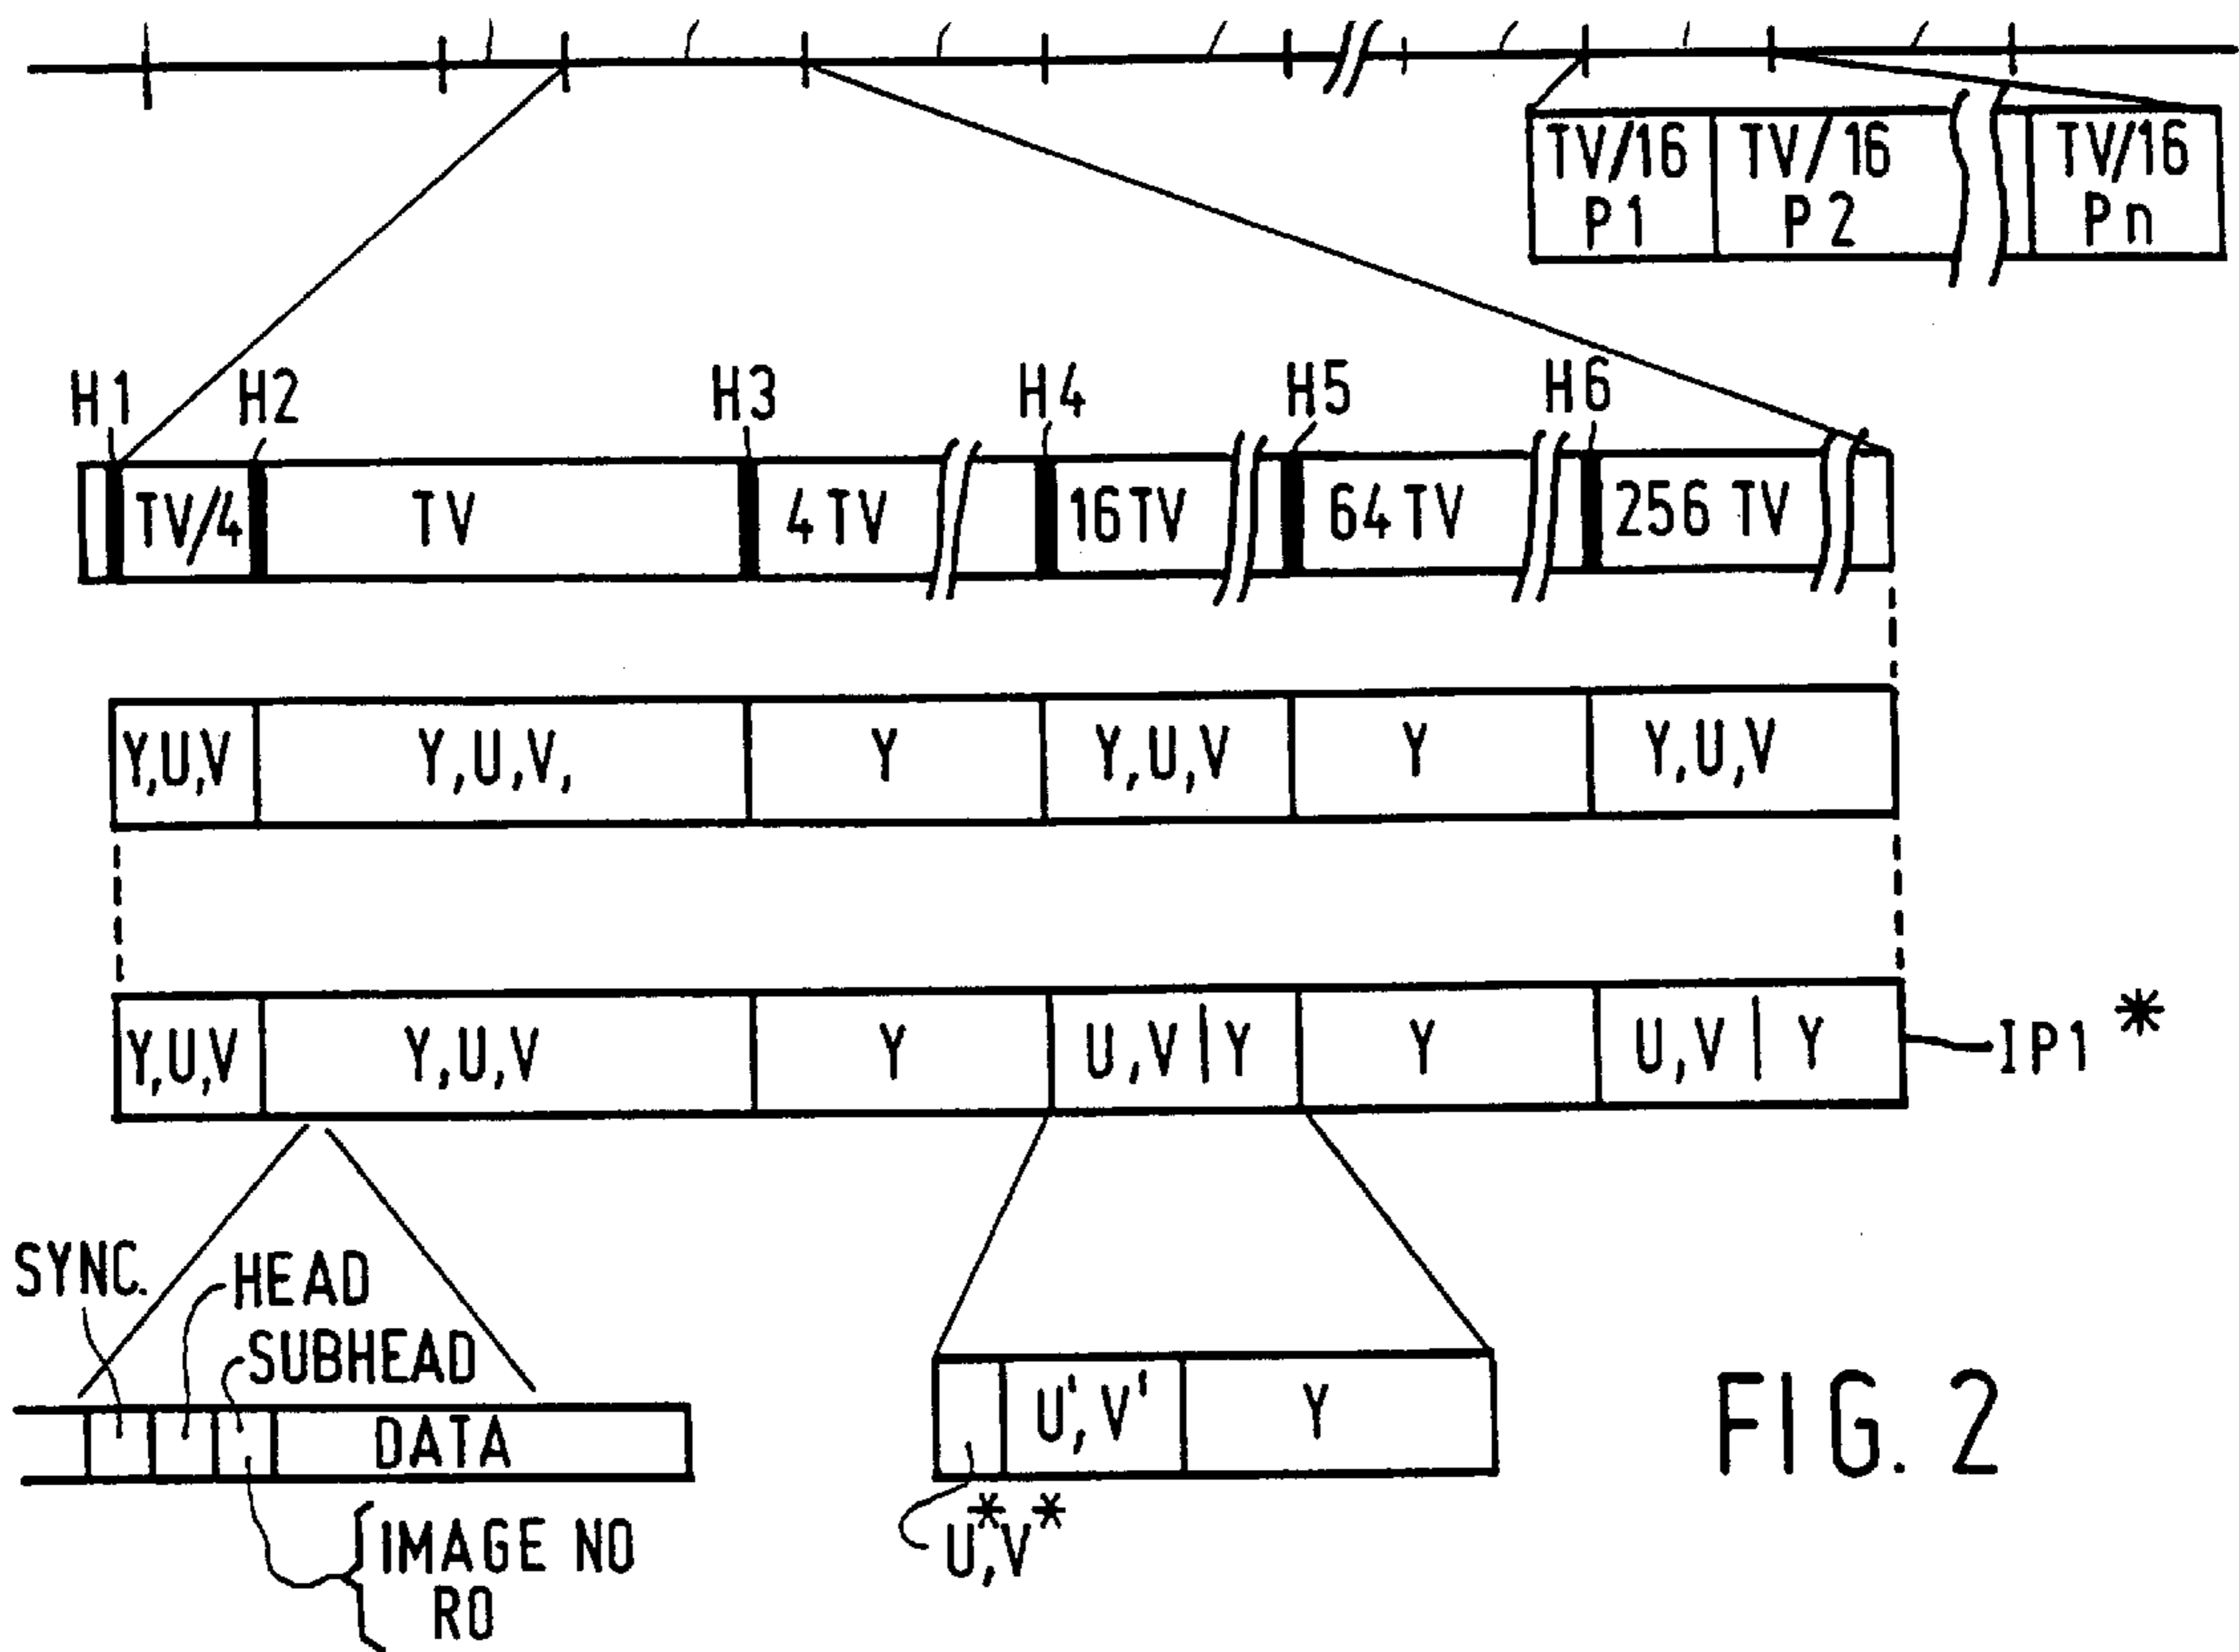 TV/16 TV/16 TV/16
P1 P2 Pn
H1 H2 H3 H4 H5 H6
TV/4 TV 4TV 16TV 64TV 256 TV
Y,U,V Y,U,V, Y Y,U,V Y Y,U,V
Y,U,V Y,U,V Y U,V|Y Y U,V|Y IP1 *
SYNC. HEAD
SUBHEAD
DATA U',V' Y FIG. 2
IMAGE NO U*,V*
RO